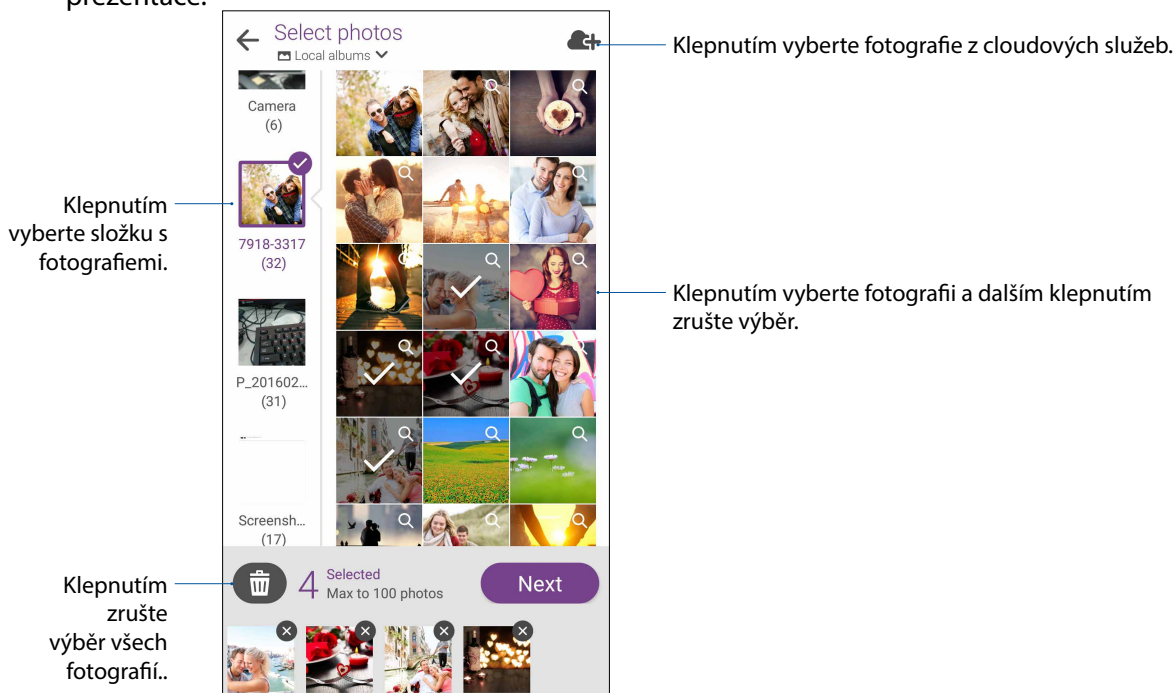 prezentace.
Select photos
Local albums
Klepnutím vyberte fotografie z cloudových služeb.
Camera
(6)
Klepnutím
vyberte složku s
fotografiemi.
7918-3317
(32)
Klepnutím vyberte fotografii a dalším klepnutím
zrušte výběr.
P_201602...
(31)
Screensh...
(17)
Klepnutím
zrušte
výběr všech
fotografií..
4
Selected
Max to 100 photos
Next